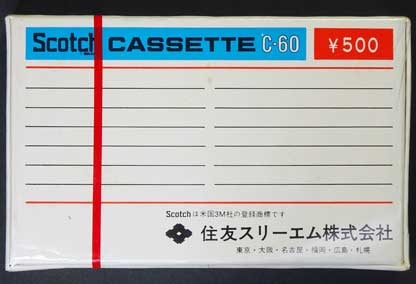 Scotch CASSETTE C-60 ¥500
Scotchは米国3M社の登録商標です
住友スリーエム株式会社
東京・大阪・名古屋・福岡・広島・札幌